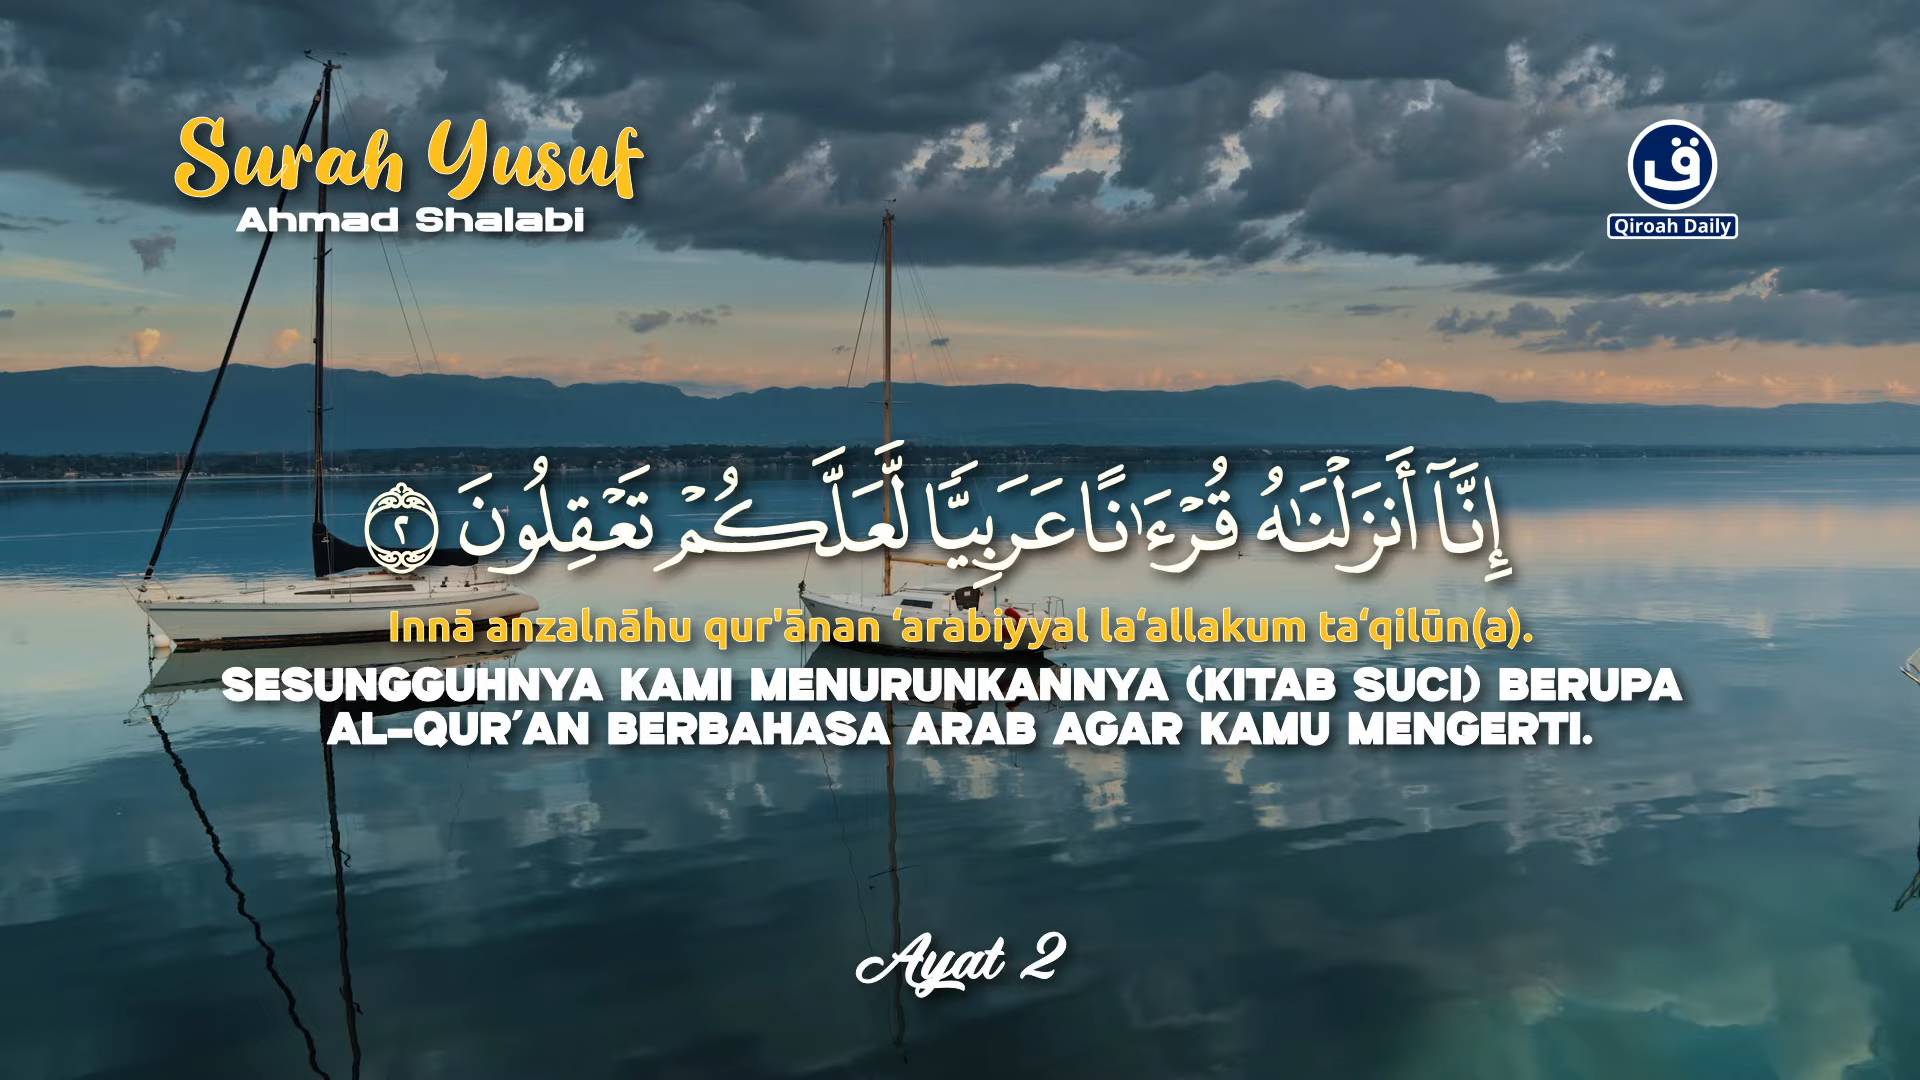 Surah Yusuf
Ahmad Shalabi
ق
Qiroah Daily
إِنَّآ أَنزَلْنَـٰهُ قُرْءَٰنًا عَرَبِيًّا لَّعَلَّكُمْ تَعْقِلُونَ ٢
Innā anzalnāhu qur'ānan ‘arabiyyal la‘allakum ta‘qilūn(a).
SESUNGGUHNYA KAMI MENURUNKANNYA (KITAB SUCI) BERUPA
AL-QUR’AN BERBAHASA ARAB AGAR KAMU MENGERTI.
Ayat 2